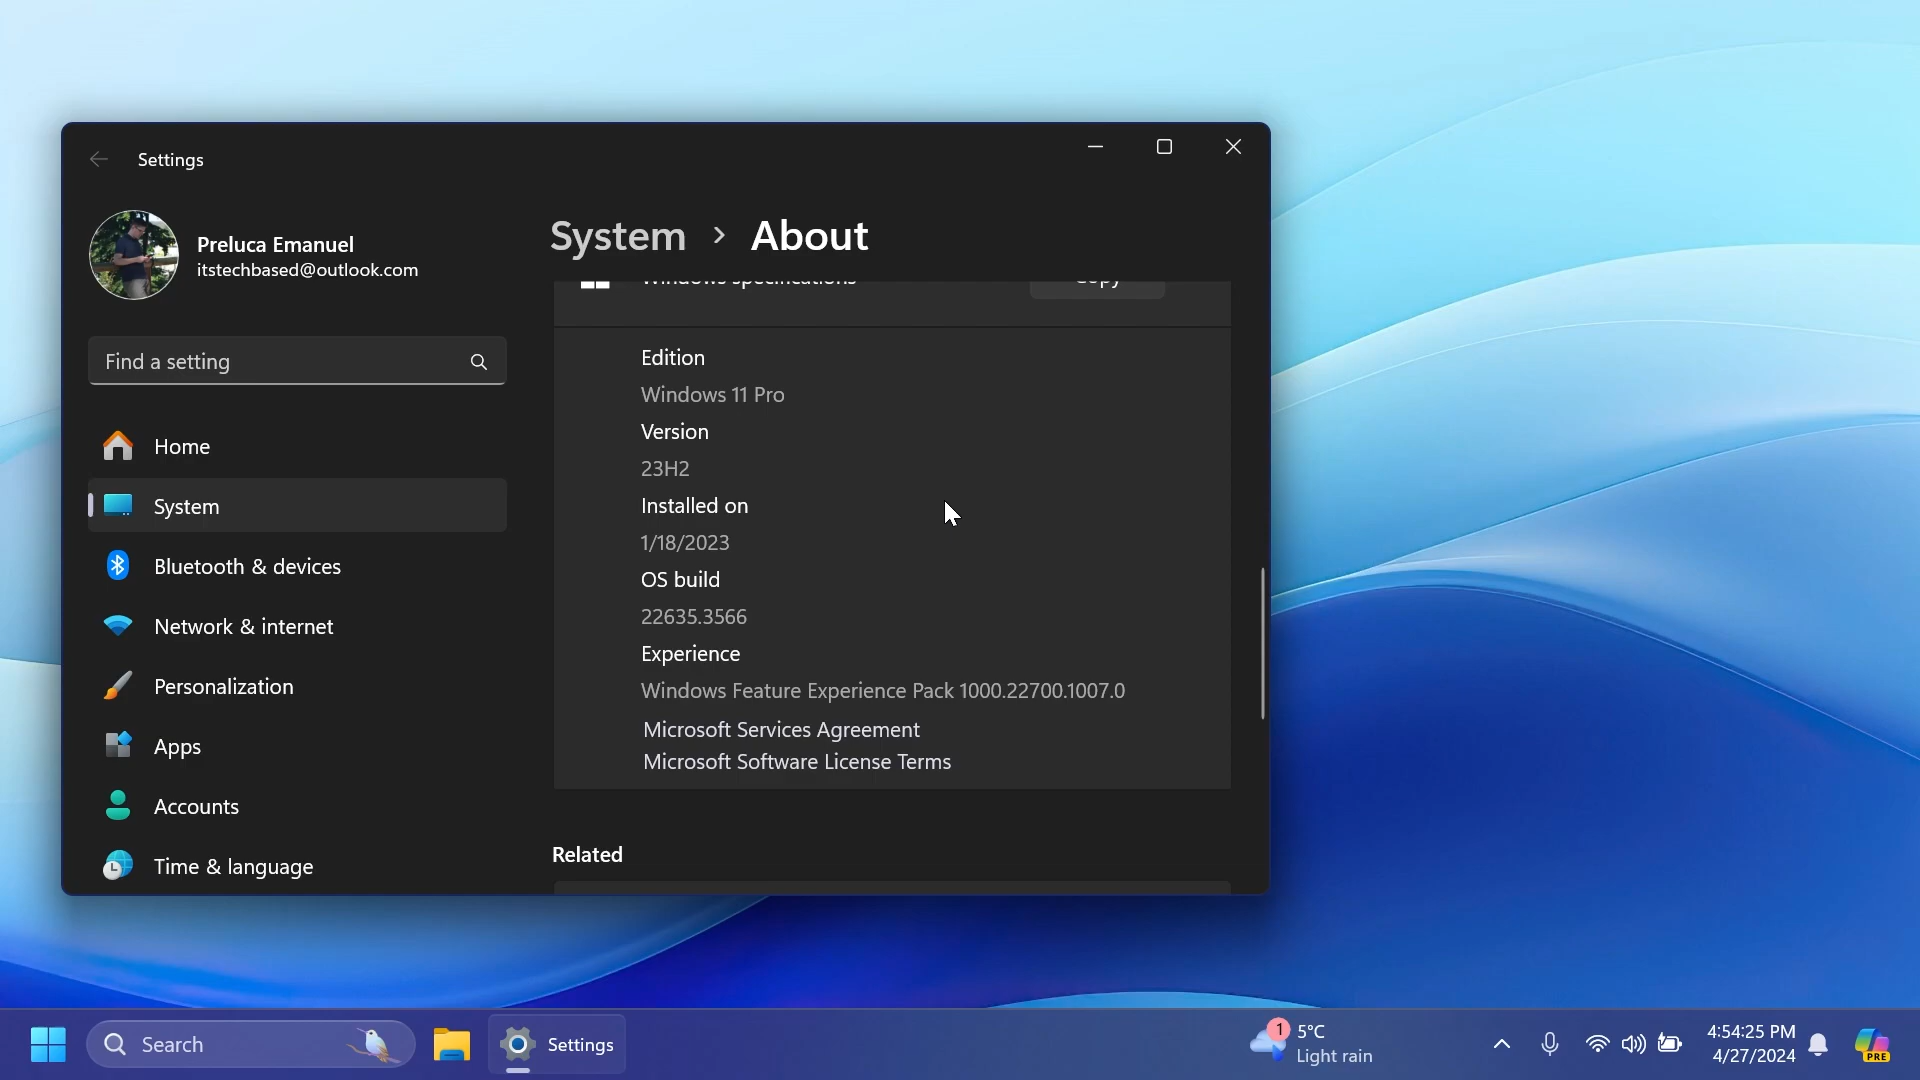 Settings
Preluca Emanuel
itstechbased@outlook.com
Find a setting
Home
System
Bluetooth & devices
Network & internet
Personalization
Apps
Accounts
Time & language
System > About
Windows specifications
Copy
Edition
Windows 11 Pro
Version
23H2
Installed on
1/18/2023
OS build
22635.3566
Experience
Windows Feature Experience Pack 1000.22700.1007.0
Microsoft Services Agreement
Microsoft Software License Terms
Related
Search
Settings
1
5°C
Light rain
4:54:25 PM
4/27/2024
PRE